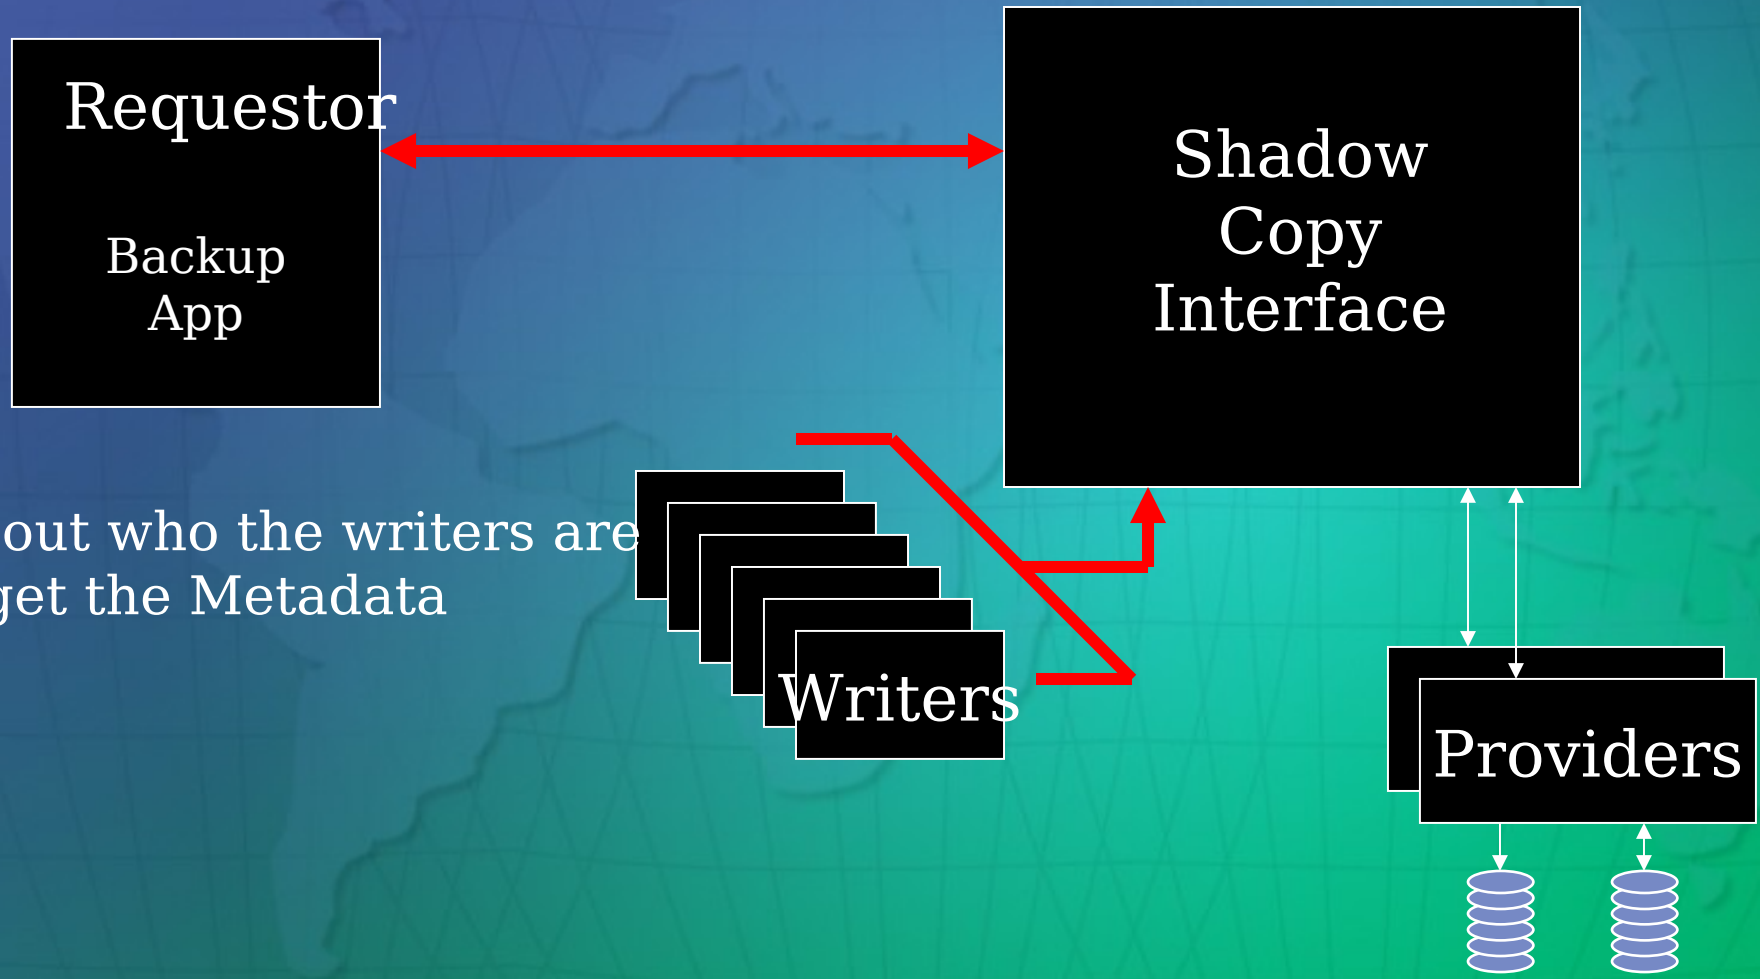 Requestor
Backup
App
Shadow
Copy
Interface
out who the writers are
get the Metadata
Writers
Providers